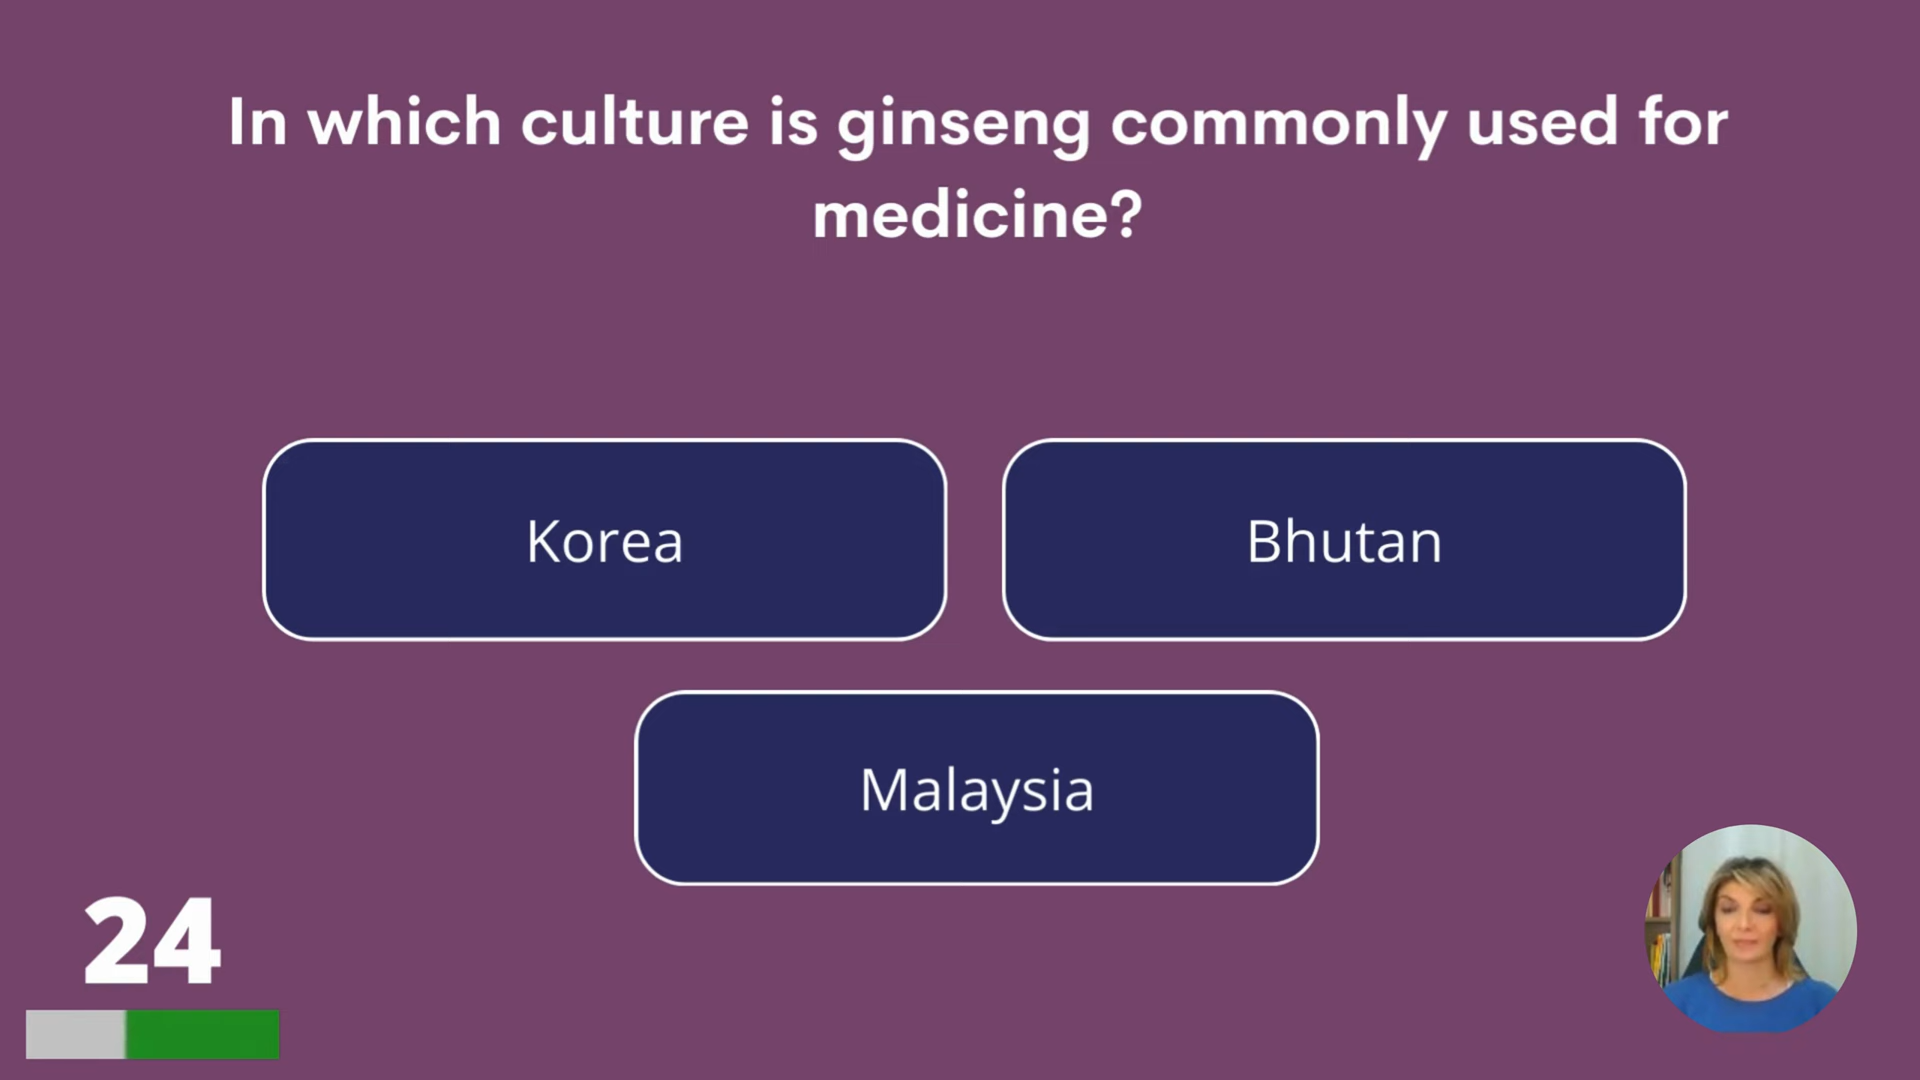 In which culture is ginseng commonly used for
medicine?
Korea
Bhutan
Malaysia
24